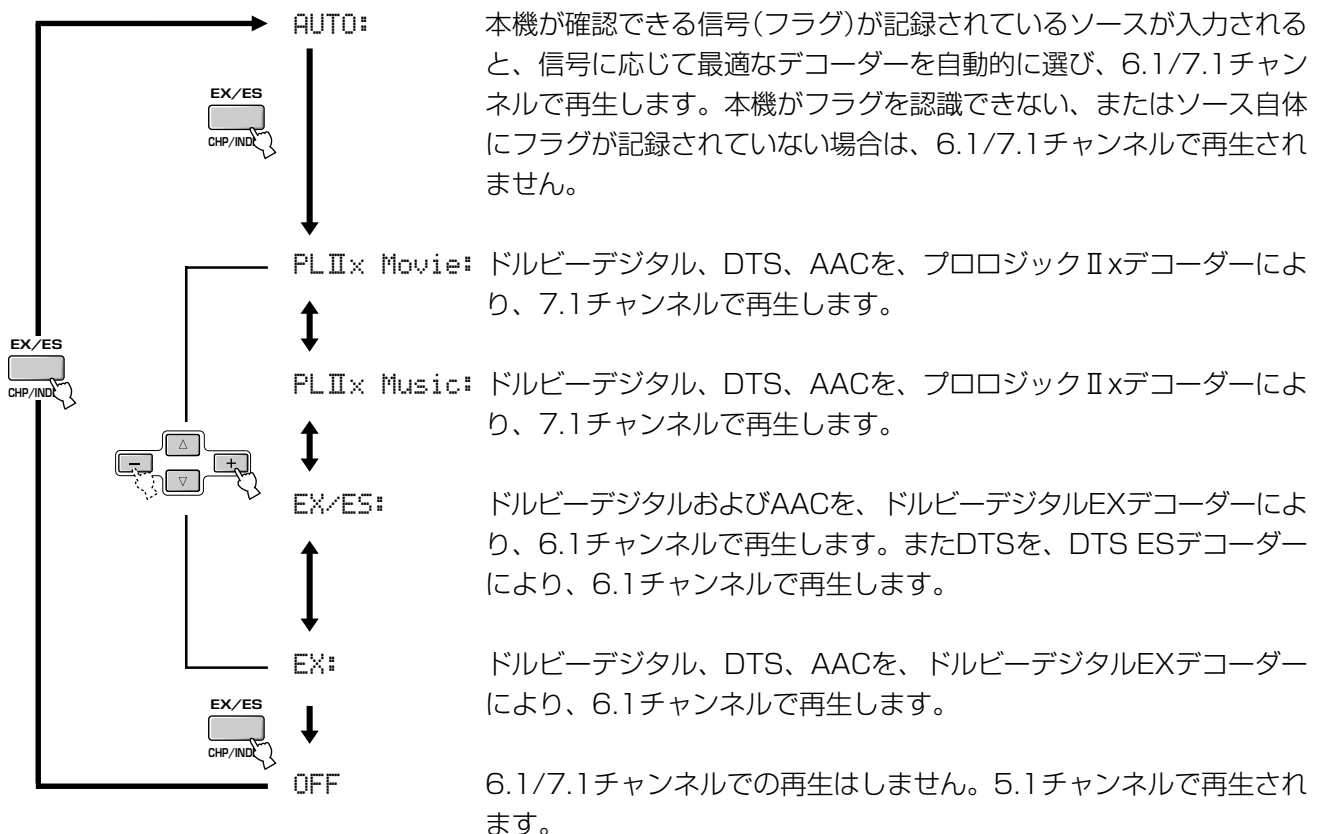 AUTO: 本機が確認できる信号(フラグ)が記録されているソースが入力される
と、信号に応じて最適なデコーダーを自動的に選び、6.1/7.1チャン
ネルで再生します。本機がフラグを認識できない、またはソース自体
にフラグが記録されていない場合は、6.1/7.1チャンネルで再生され
ません。
EX/ES
CHP/IND
PLⅡx Movie: ドルビーデジタル、DTS、AACを、プロロジックⅡxデコーダーによ
り、7.1チャンネルで再生します。
EX/ES
CHP/IND
PLⅡx Music: ドルビーデジタル、DTS、AACを、プロロジックⅡxデコーダーによ
り、7.1チャンネルで再生します。
△
− +
▽
EX/ES: ドルビーデジタルおよびAACを、ドルビーデジタルEXデコーダーによ
り、6.1チャンネルで再生します。またDTSを、DTS ESデコーダー
により、6.1チャンネルで再生します。
EX: ドルビーデジタル、DTS、AACを、ドルビーデジタルEXデコーダー
により、6.1チャンネルで再生します。
EX/ES
CHP/IND
OFF 6.1/7.1チャンネルでの再生はしません。5.1チャンネルで再生され
ます。